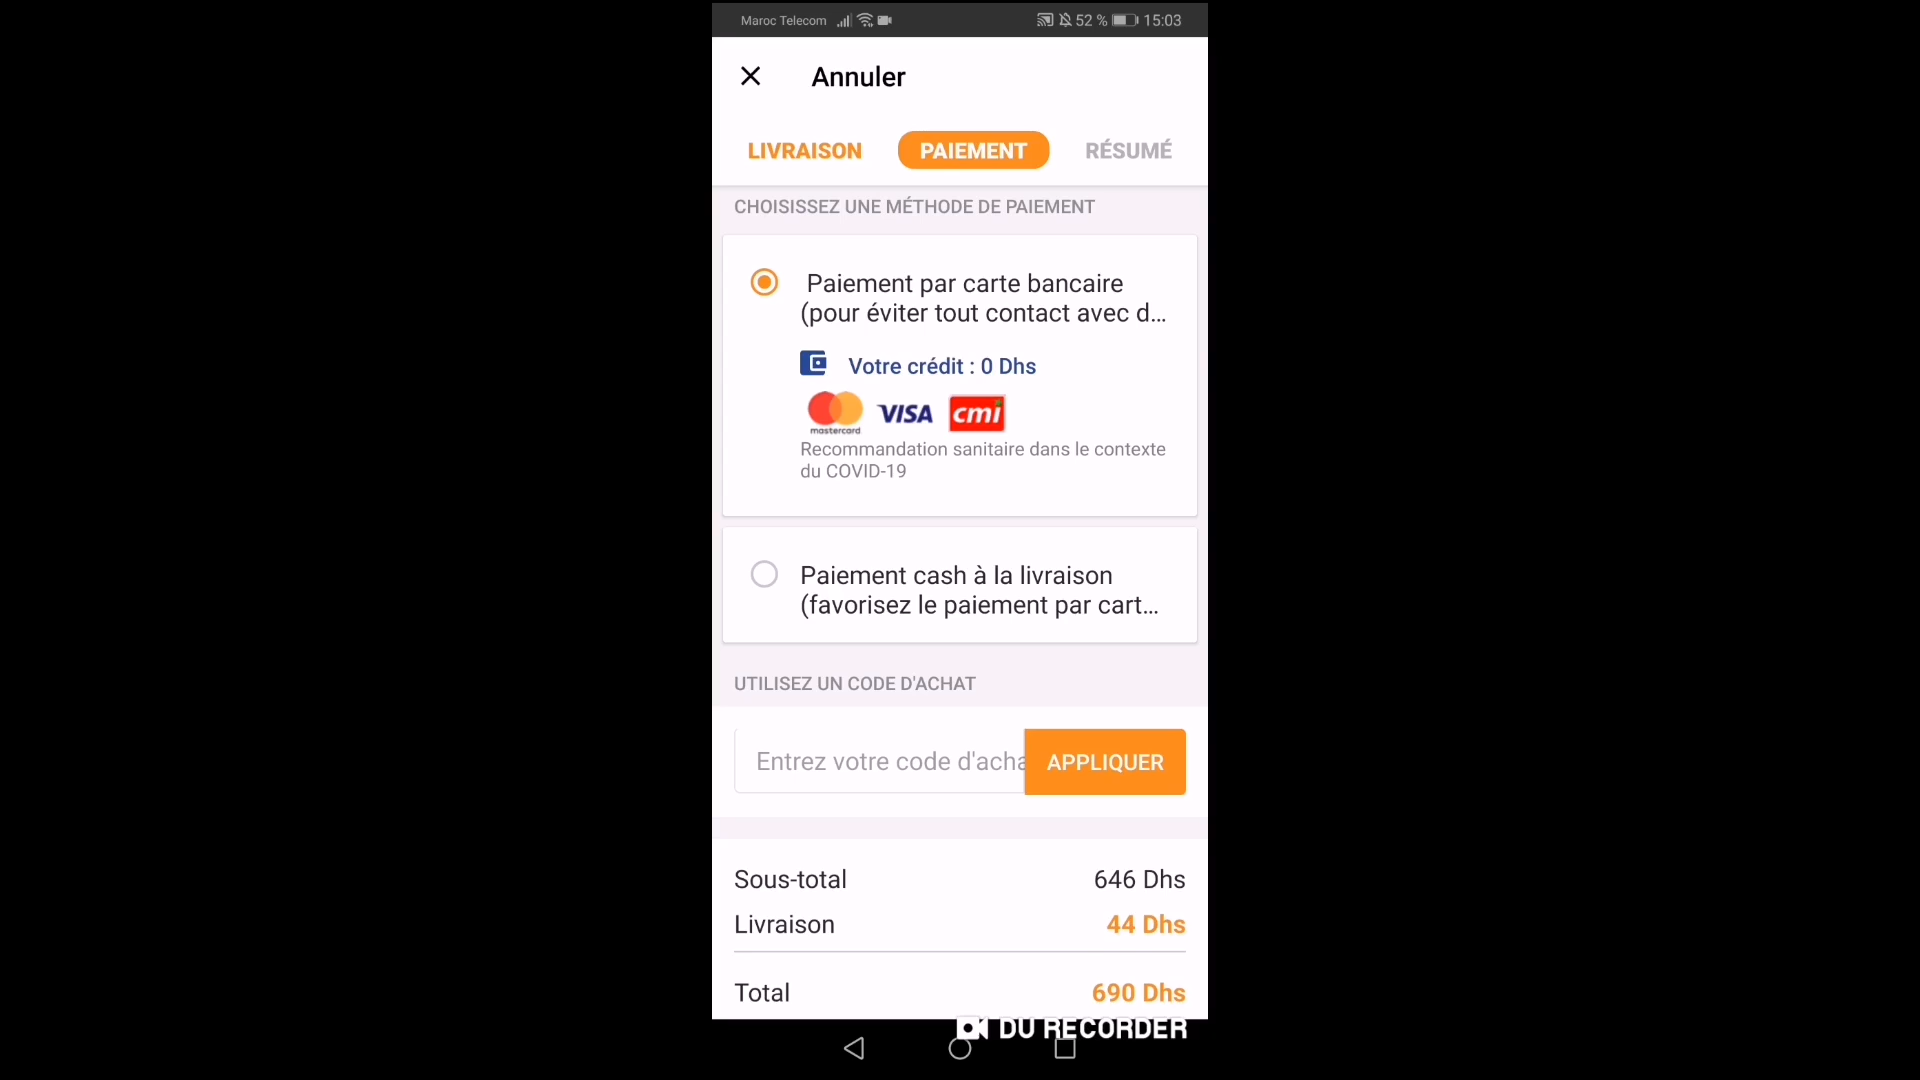 Maroc Telecom 52 % 15:03
Annuler
LIVRAISON PAIEMENT RÉSUMÉ
CHOISISSEZ UNE MÉTHODE DE PAIEMENT
Paiement par carte bancaire
(pour éviter tout contact avec d...
Votre crédit : 0 Dhs
mastercard VISA cmi
Recommandation sanitaire dans le contexte
du COVID-19
Paiement cash à la livraison
(favorisez le paiement par cart...
UTILISEZ UN CODE D'ACHAT
Entrez votre code d'acha APPLIQUER
Sous-total 646 Dhs
Livraison 44 Dhs
Total 690 Dhs
DU RECORDER